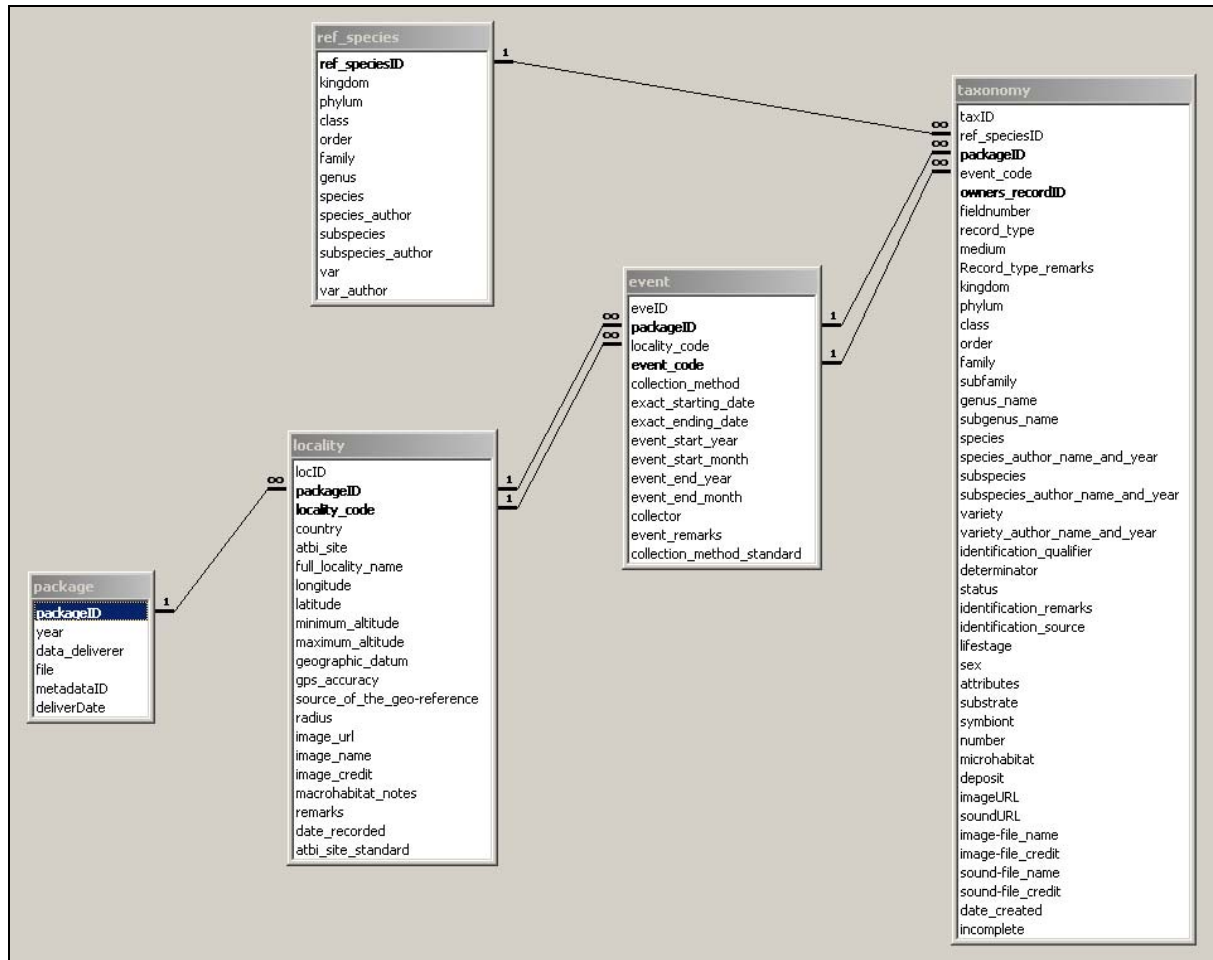 ref_species
ref_speciesID
kingdom
phylum
class
order
family
genus
species
species_author
subspecies
subspecies_author
var
var_author
1
package
packageID
year
data_deliverer
file
metadataID
deliverDate
1
∞
locality
locID
packageID
locality_code
country
atbi_site
full_locality_name
longitude
latitude
minimum_altitude
maximum_altitude
geographic_datum
gps_accuracy
source_of_the_geo-reference
radius
image_url
image_name
image_credit
macrohabitat_notes
remarks
date_recorded
atbi_site_standard
1
1
∞
∞
event
eveID
packageID
locality_code
event_code
collection_method
exact_starting_date
exact_ending_date
event_start_year
event_start_month
event_end_year
event_end_month
collector
event_remarks
collection_method_standard
1
1
∞
∞
∞
taxonomy
taxID
ref_speciesID
packageID
event_code
owners_recordID
fieldnumber
record_type
medium
Record_type_remarks
kingdom
phylum
class
order
family
subfamily
genus_name
subgenus_name
species
species_author_name_and_year
subspecies
subspecies_author_name_and_year
variety
variety_author_name_and_year
identification_qualifier
determinator
status
identification_remarks
identification_source
lifestage
sex
attributes
substrate
symbiont
number
microhabitat
deposit
imageURL
soundURL
image-file_name
image-file_credit
sound-file_name
sound-file_credit
date_created
incomplete